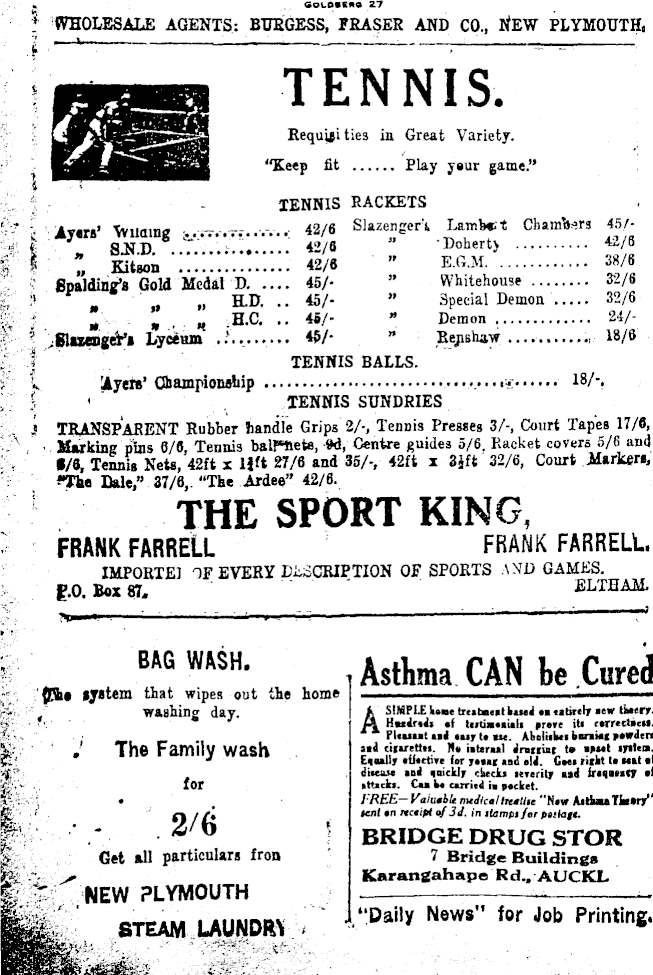 GOLDBERG 27
WHOLESALE AGENTS: BURGESS, FRASER AND CO., NEW PLYMOUTH.
TENNIS.
Requisities in Great Variety.
"Keep fit ...... Play your game."
TENNIS RACKETS
Ayers' Wilding .............. 42/6
„ S.N.D. ............... 42/6
„ Kitson .............. 42/6
Spalding's Gold Medal D. .... 45/-
„ „ „ H.D. .. 45/-
„ „ „ H.C. .. 45/-
Slazenger's Lyceum .......... 45/-
Slazenger's Lambert Chambers 45/-
" Doherty .......... 42/6
" E.G.M. ............ 38/6
" Whitehouse ........ 32/6
" Special Demon ..... 32/6
" Demon ............. 24/-
" Renshaw ............ 18/6
TENNIS BALLS.
Ayers' Championship ........................................ 18/-.
TENNIS SUNDRIES
TRANSPARENT Rubber handle Grips 2/-, Tennis Presses 3/-, Court Tapes 17/6,
Marking pins 6/6, Tennis ball nets, 9d, Centre guides 5/6, Racket covers 5/6 and
6/6, Tennis Nets, 42ft x 1¾ft 27/6 and 35/-, 42ft x 3½ft 32/6, Court Markers,
"The Dale," 37/6, "The Ardee" 42/6.
THE SPORT KING,
FRANK FARRELL FRANK FARRELL.
IMPORTER OF EVERY DESCRIPTION OF SPORTS AND GAMES.
P.O. Box 87. ELTHAM.
BAG WASH.
The system that wipes out the home
washing day.
The Family wash
for
2/6
Get all particulars from
NEW PLYMOUTH
STEAM LAUNDRY
Asthma CAN be Cured
A SIMPLE home treatment based on entirely new theory.
Hundreds of testimonials prove its correctness.
Pleasant and easy to use. Abolishes burning powders
and cigarettes. No internal drugging to upset system.
Equally effective for young and old. Goes right to seat of
disease and quickly checks severity and frequency of
attacks. Can be carried in pocket.
FREE—Valuable medical treatise "New Asthma Theory"
sent on receipt of 3d. in stamps for postage.
BRIDGE DRUG STOR
7 Bridge Buildings
Karangahape Rd., AUCKL
"Daily News" for Job Printing.